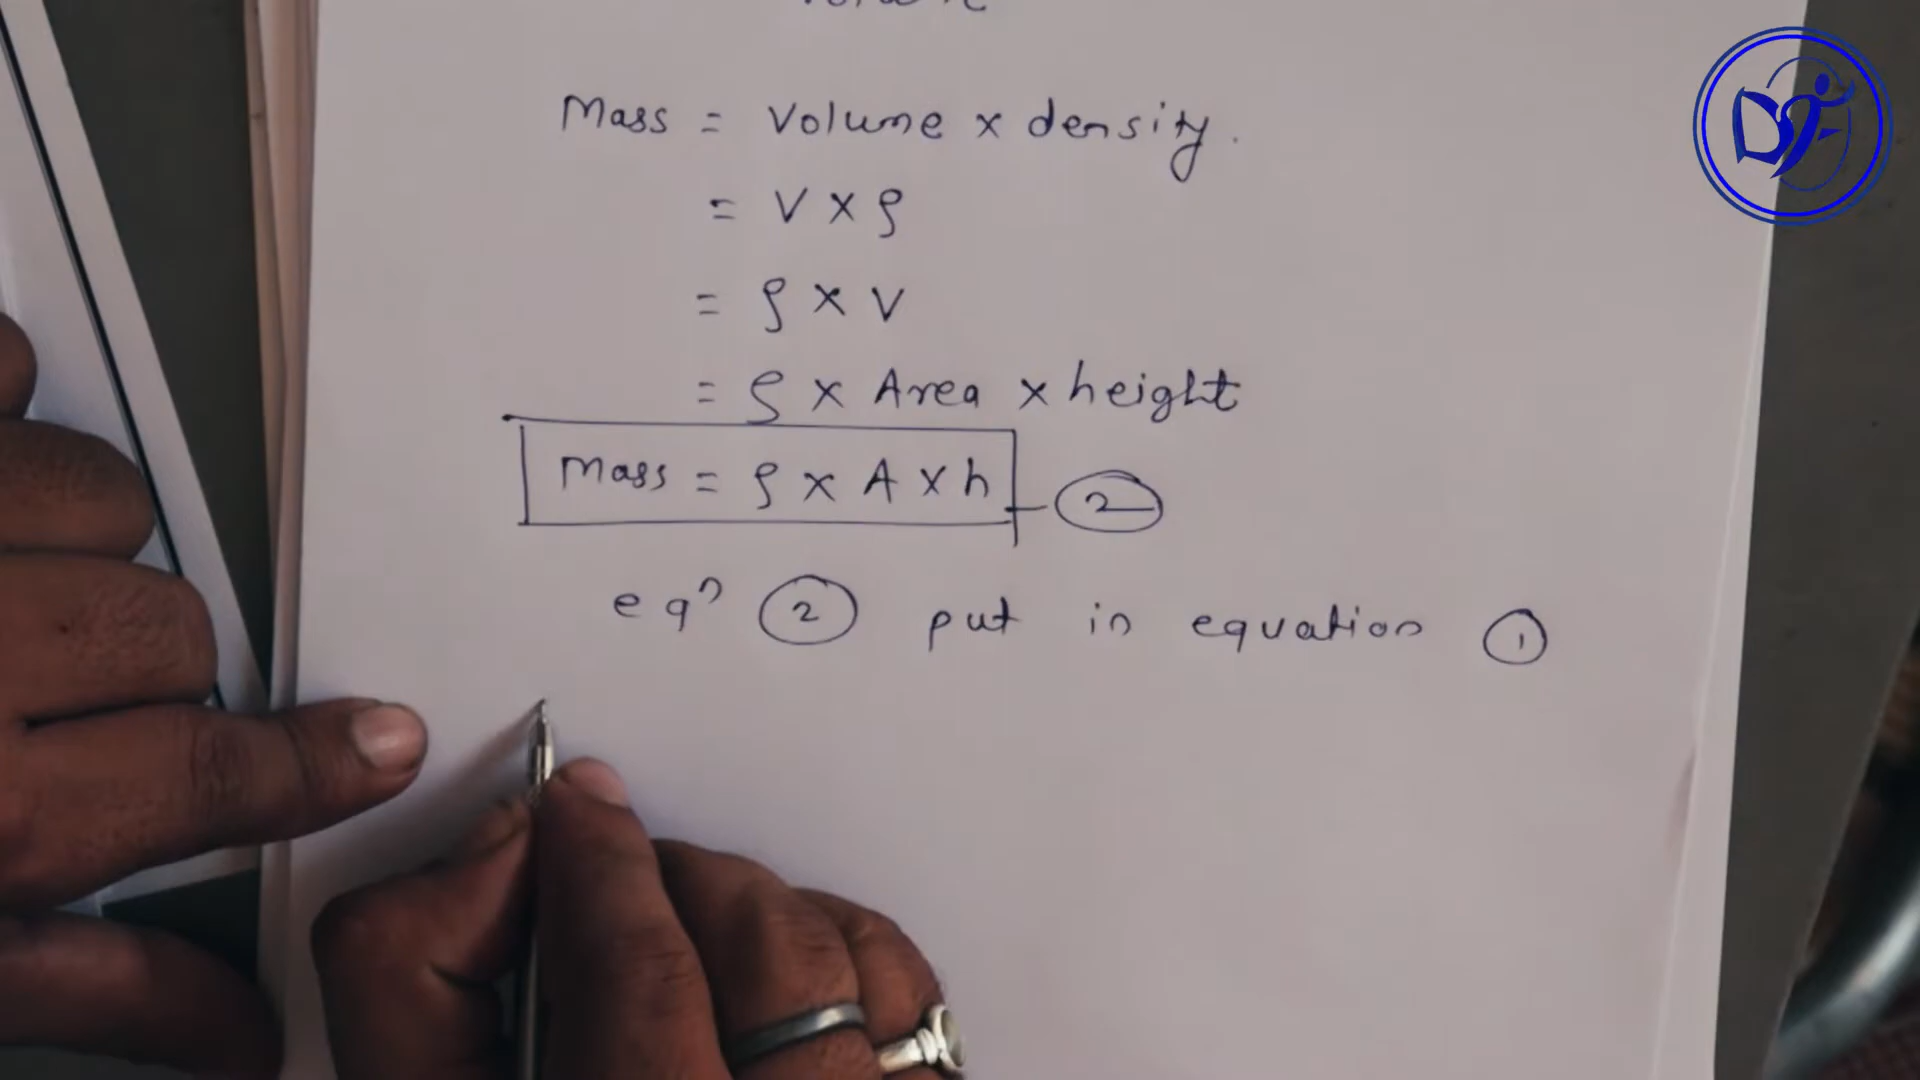 Mass = Volume x density.
= V x ρ
= ρ x V
= ρ x Area x height
Mass = ρ x A x h - 2
eqⁿ 2 put in equation 1